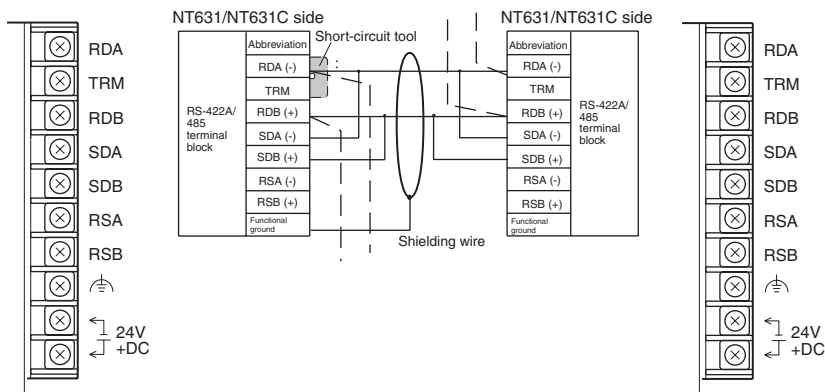 RDA
TRM
RDB
SDA
SDB
RSA
RSB
24V
+DC
NT631/NT631C side
Short-circuit tool
:
RS-422A/
485
terminal
block
Abbreviation
RDA (-)
TRM
RDB (+)
SDA (-)
SDB (+)
RSA (-)
RSB (+)
Functional
ground
Shielding wire
NT631/NT631C side
Abbreviation
RDA (-)
TRM
RDB (+)
SDA (-)
SDB (+)
RSA (-)
RSB (+)
Functional
ground
RS-422A/
485
terminal
block
RDA
TRM
RDB
SDA
SDB
RSA
RSB
24V
+DC